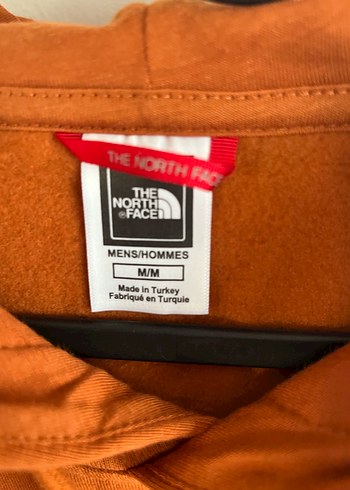 THE NORTH FACE
THE
NORTH
FACE
MENS/HOMMES
M/M
Made in Turkey
Fabriqué en Turquie